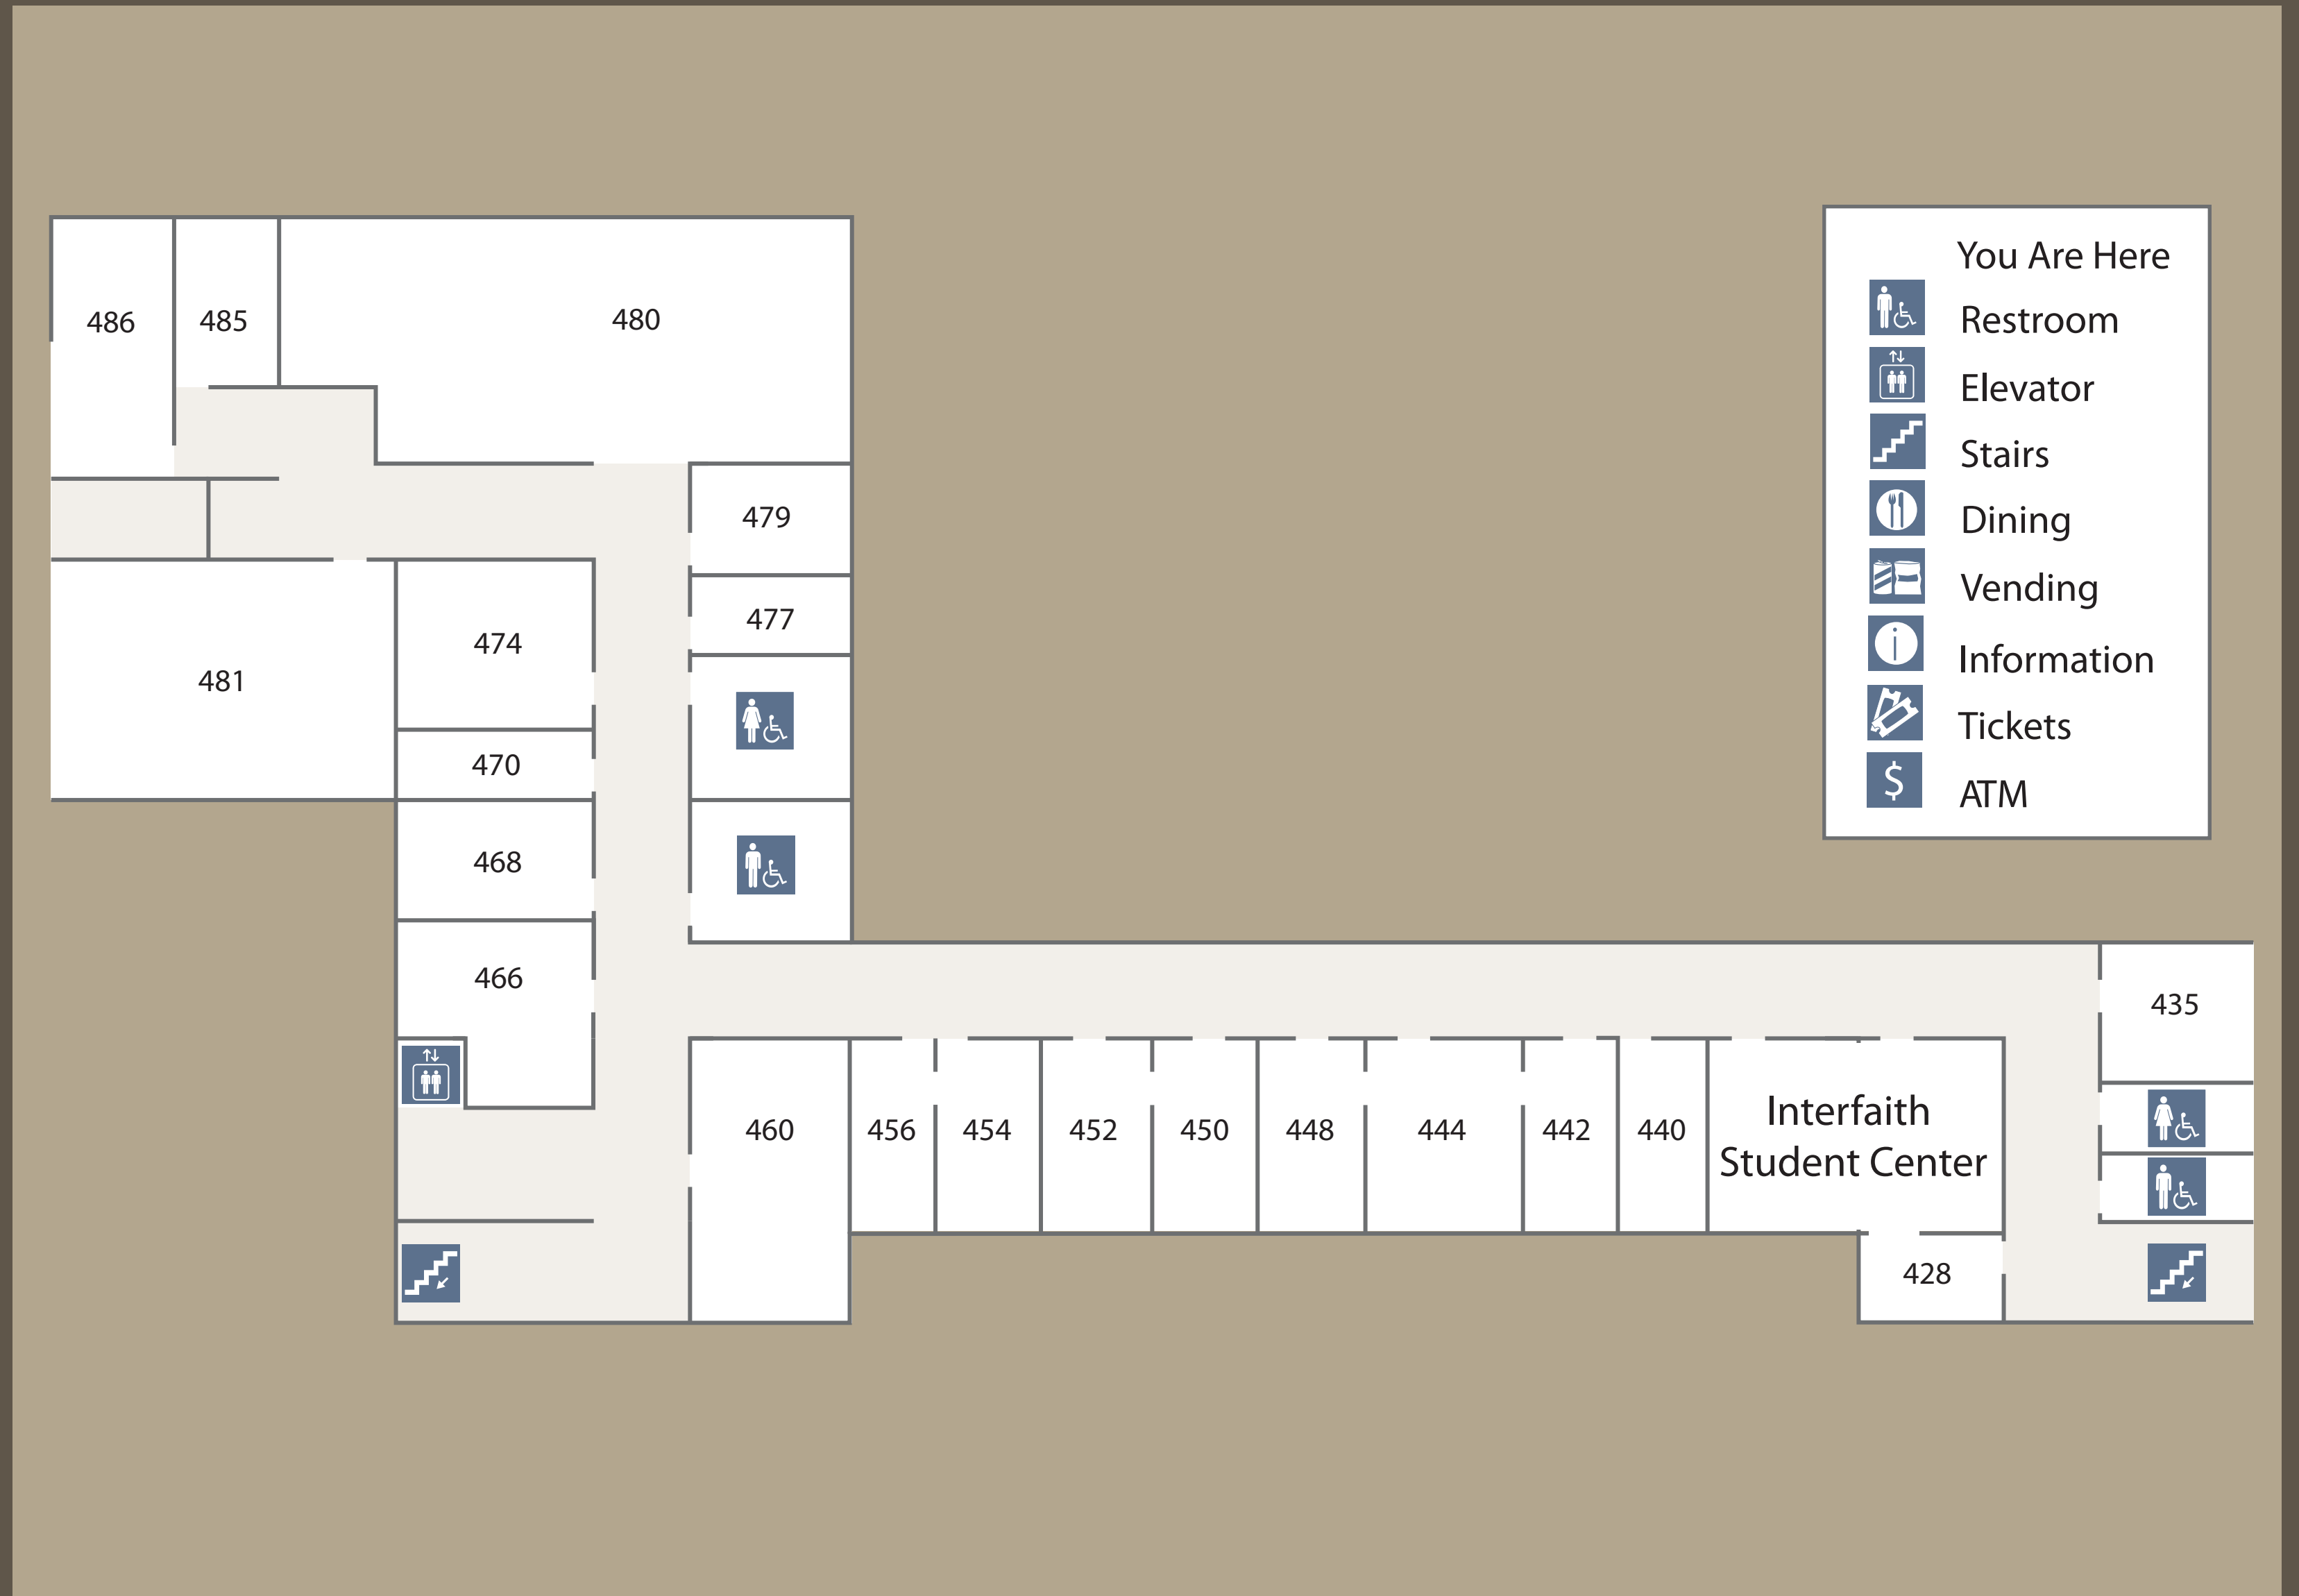 486
485
480
You Are Here
Restroom
Elevator
Stairs
Dining
Vending
Information
Tickets
$
ATM
479
477
474
481
470
468
466
435
460
456
454
452
450
448
444
442
440
Interfaith
Student Center
428